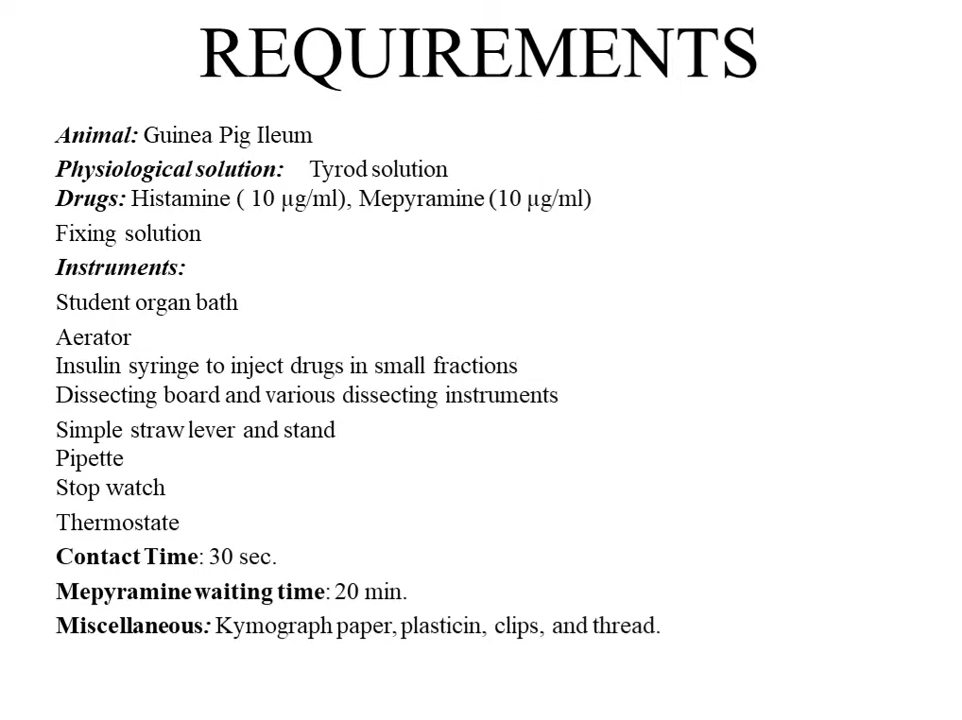 REQUIREMENTS
Animal: Guinea Pig Ileum
Physiological solution: Tyrod solution
Drugs: Histamine ( 10 µg/ml), Mepyramine (10 µg/ml)
Fixing solution
Instruments:
Student organ bath
Aerator
Insulin syringe to inject drugs in small fractions
Dissecting board and various dissecting instruments
Simple straw lever and stand
Pipette
Stop watch
Thermostate
Contact Time: 30 sec.
Mepyramine waiting time: 20 min.
Miscellaneous: Kymograph paper, plasticin, clips, and thread.